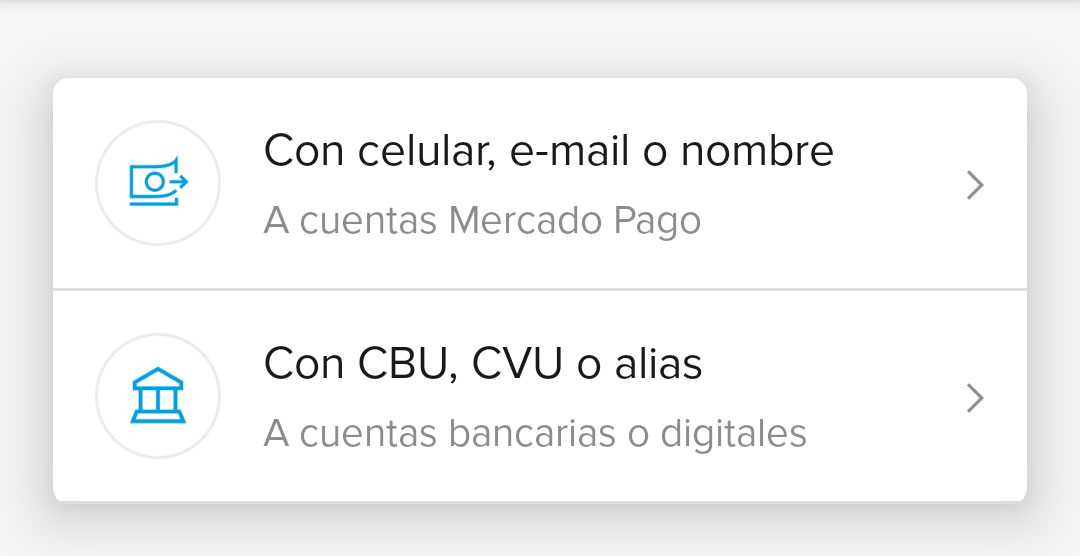 Con celular, e-mail o nombre
A cuentas Mercado Pago
Con CBU, CVU o alias
A cuentas bancarias o digitales